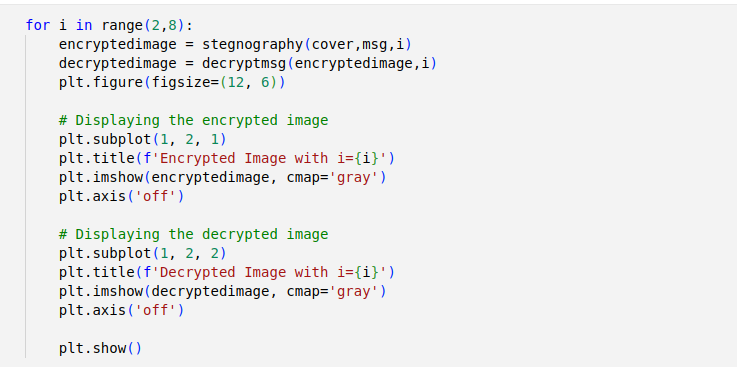 for i in range(2,8):
    encryptedimage = stegnography(cover,msg,i)
    decryptedimage = decryptmsg(encryptedimage,i)
    plt.figure(figsize=(12, 6))

    # Displaying the encrypted image
    plt.subplot(1, 2, 1)
    plt.title(f'Encrypted Image with i={i}')
    plt.imshow(encryptedimage, cmap='gray')
    plt.axis('off')

    # Displaying the decrypted image
    plt.subplot(1, 2, 2)
    plt.title(f'Decrypted Image with i={i}')
    plt.imshow(decryptedimage, cmap='gray')
    plt.axis('off')

    plt.show()